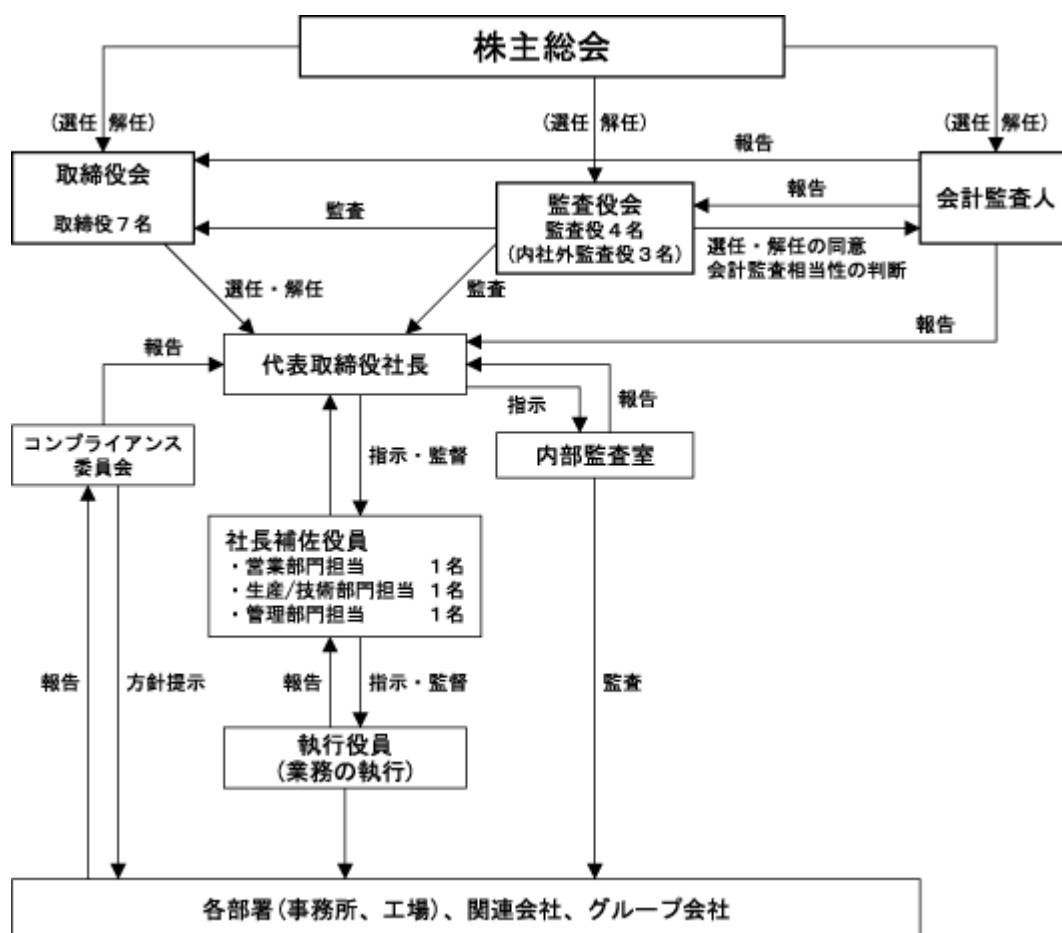 株主総会
(選任 解任)
(選任 解任)
(選任 解任)
報告
取締役会
取締役7名
監査
監査役会
監査役4名
(内社外監査役3名)
報告
会計監査人
選任・解任の同意
会計監査相当性の判断
選任・解任
監査
報告
報告
代表取締役社長
指示
報告
コンプライアンス
委員会
指示・監督
内部監査室
社長補佐役員
・営業部門担当 1名
・生産/技術部門担当 1名
・管理部門担当 1名
報告
方針提示
報告
指示・監督
監査
執行役員
(業務の執行)
各部署(事務所、工場)、関連会社、グループ会社